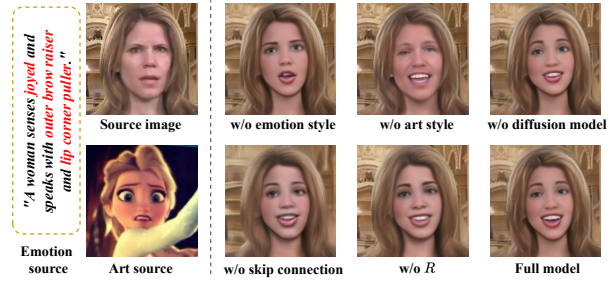 "A woman senses joyed and
speaks with outer brow raiser
and lip corner puller."
Emotion
source
Source image
Art source
w/o emotion style
w/o art style
w/o diffusion model
w/o skip connection
w/o R
Full model